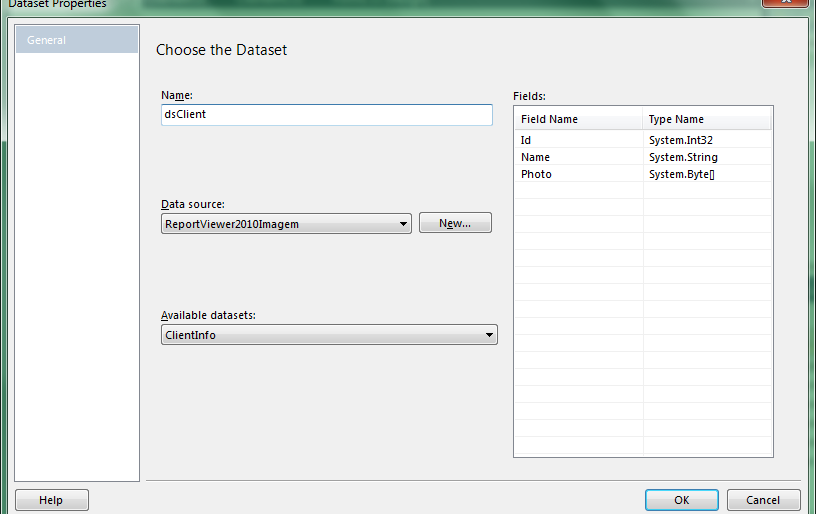 Dataset Properties
General
Choose the Dataset
Name:
dsClient
Data source:
ReportViewer2010Imagem
New...
Available datasets:
ClientInfo
Fields:
Field Name Type Name
Id System.Int32
Name System.String
Photo System.Byte[]
Help
OK
Cancel